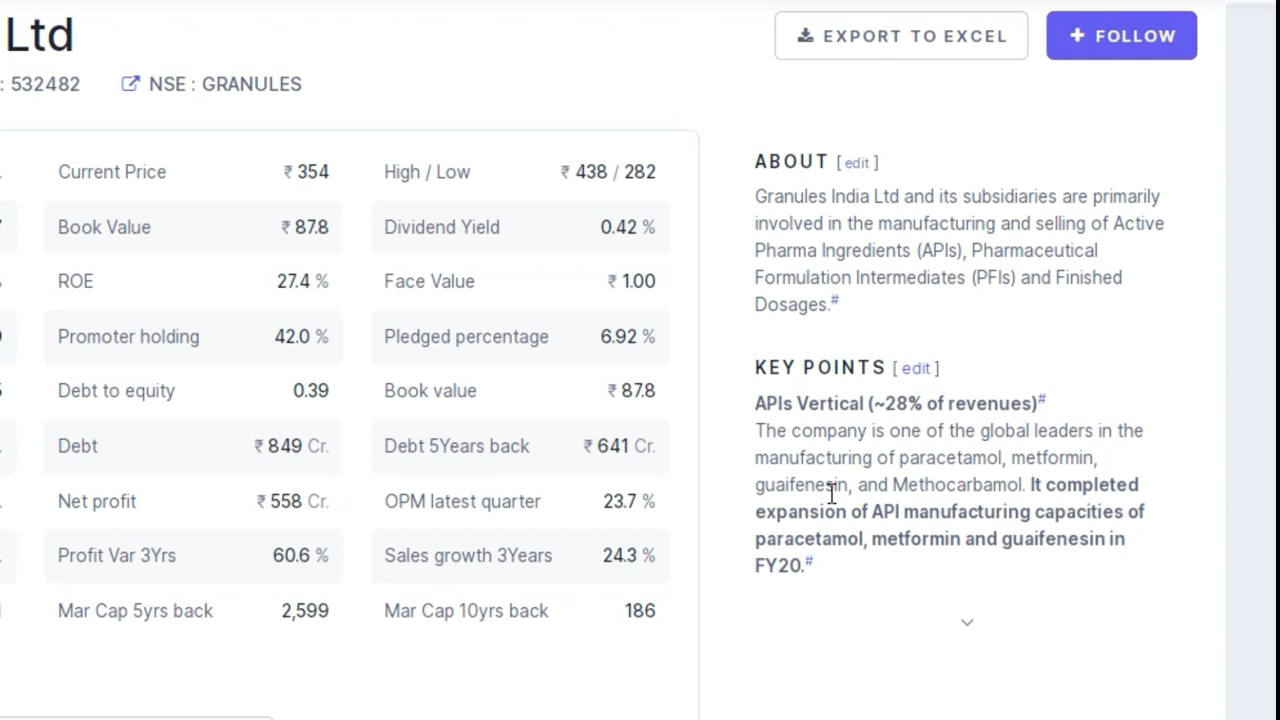 Ltd
EXPORT TO EXCEL
FOLLOW
: 532482
NSE : GRANULES
Current Price ₹ 354
High / Low ₹ 438 / 282
Book Value ₹ 87.8
Dividend Yield 0.42 %
ROE 27.4 %
Face Value ₹ 1.00
Promoter holding 42.0 %
Pledged percentage 6.92 %
Debt to equity 0.39
Book value ₹ 87.8
Debt ₹ 849 Cr.
Debt 5Years back ₹ 641 Cr.
Net profit ₹ 558 Cr.
OPM latest quarter 23.7 %
Profit Var 3Yrs 60.6 %
Sales growth 3Years 24.3 %
Mar Cap 5yrs back 2,599
Mar Cap 10yrs back 186
ABOUT [ edit ]
Granules India Ltd and its subsidiaries are primarily
involved in the manufacturing and selling of Active
Pharma Ingredients (APIs), Pharmaceutical
Formulation Intermediates (PFIs) and Finished
Dosages.#
KEY POINTS [ edit ]
APIs Vertical (~28% of revenues)#
The company is one of the global leaders in the
manufacturing of paracetamol, metformin,
guaifenesin, and Methocarbamol. It completed
expansion of API manufacturing capacities of
paracetamol, metformin and guaifenesin in
FY20.#